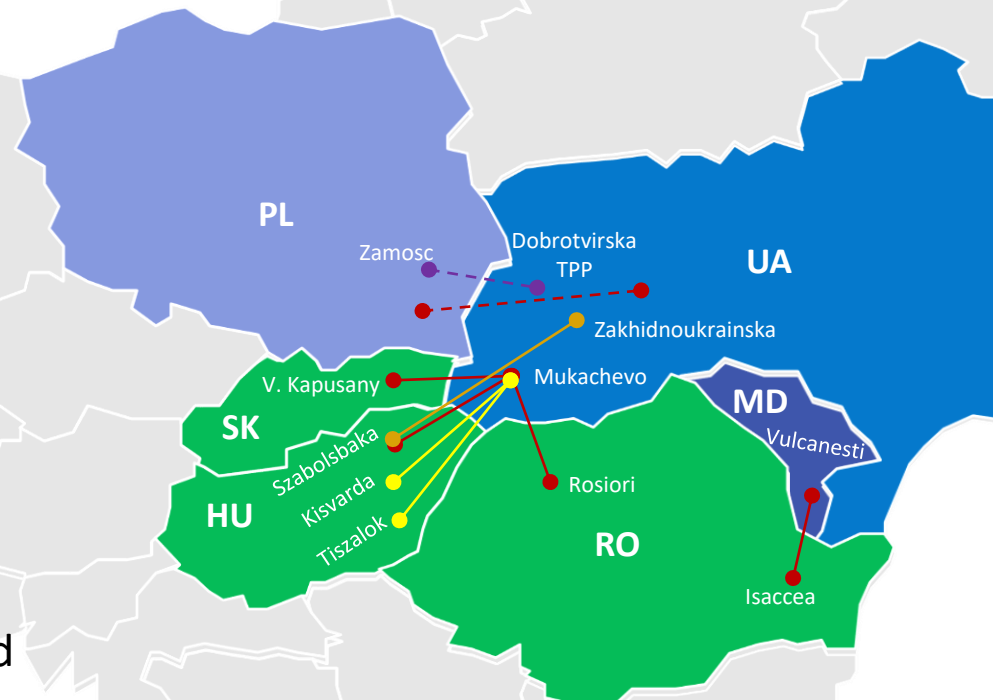 PL
Zamosc
Dobrotvirska
TPP
UA
Zakhidnoukrainska
V. Kapusany
Mukachevo
MD
SK
Vulcanesti
Szabolsbaka
Kisvarda
Rosiori
HU
Tiszalok
RO
Isaccea
d